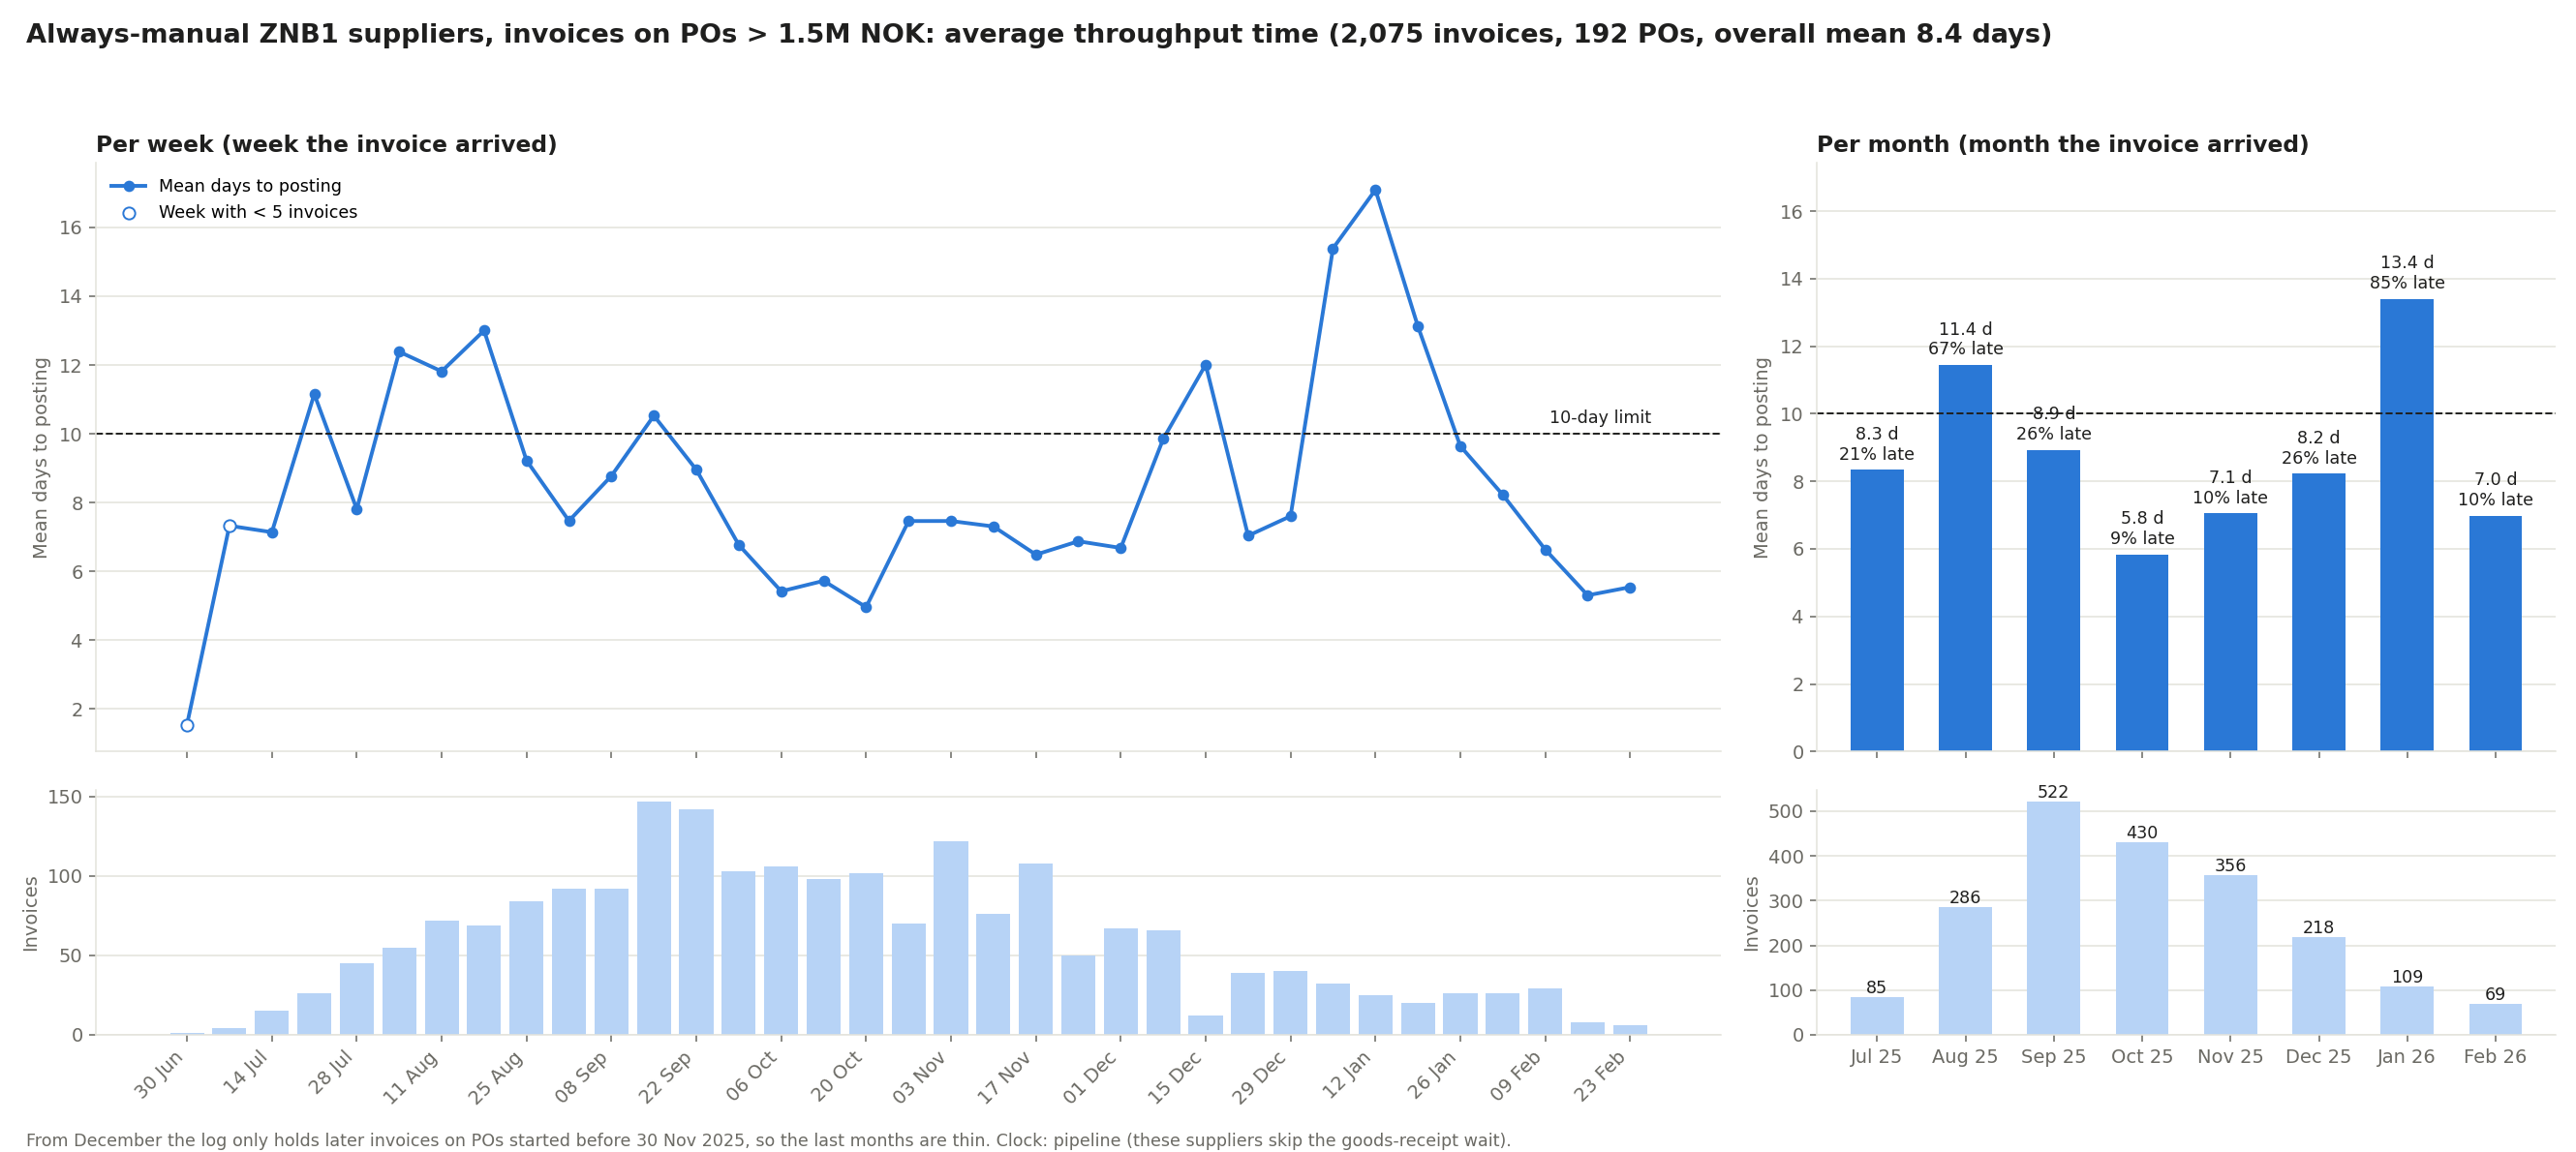 Always-manual ZNB1 suppliers, invoices on POs > 1.5M NOK: average throughput time (2,075 invoices, 192 POs, overall mean 8.4 days)
Per week (week the invoice arrived)
Mean days to posting
Week with < 5 invoices
16
14
12
10
8
6
4
2
Mean days to posting
10-day limit
150
100
50
0
Invoices
30 Jun
14 Jul
28 Jul
11 Aug
25 Aug
08 Sep
22 Sep
06 Oct
20 Oct
03 Nov
17 Nov
01 Dec
15 Dec
29 Dec
12 Jan
26 Jan
09 Feb
23 Feb
Per month (month the invoice arrived)
16
14
12
10
8
6
4
2
0
Mean days to posting
8.3 d
21% late
11.4 d
67% late
8.9 d
26% late
5.8 d
9% late
7.1 d
10% late
8.2 d
26% late
13.4 d
85% late
7.0 d
10% late
500
400
300
200
100
0
Invoices
85
286
522
430
356
218
109
69
Jul 25
Aug 25
Sep 25
Oct 25
Nov 25
Dec 25
Jan 26
Feb 26
From December the log only holds later invoices on POs started before 30 Nov 2025, so the last months are thin. Clock: pipeline (these suppliers skip the goods-receipt wait).